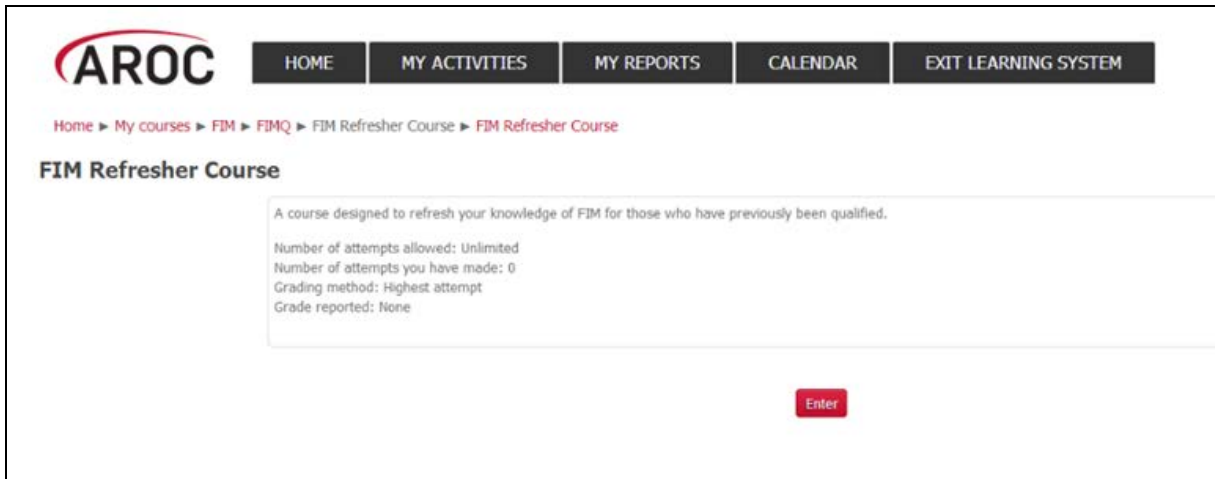 AROC
HOME MY ACTIVITIES MY REPORTS CALENDAR EXIT LEARNING SYSTEM
Home ► My courses ► FIM ► FIMQ ► FIM Refresher Course ► FIM Refresher Course
FIM Refresher Course
A course designed to refresh your knowledge of FIM for those who have previously been qualified.
Number of attempts allowed: Unlimited
Number of attempts you have made: 0
Grading method: Highest attempt
Grade reported: None
Enter